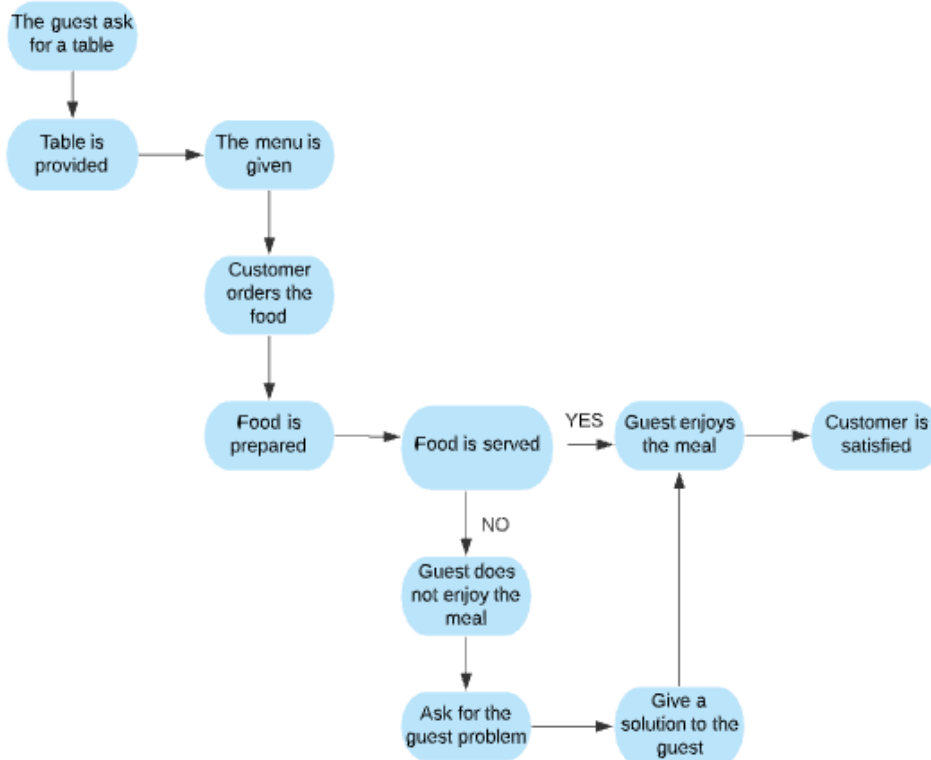 The guest ask
for a table
Table is
provided
The menu is
given
Customer
orders the
food
Food is
prepared
Food is served
YES
Guest enjoys
the meal
Customer is
satisfied
NO
Guest does
not enjoy the
meal
Ask for the
guest problem
Give a
solution to the
guest